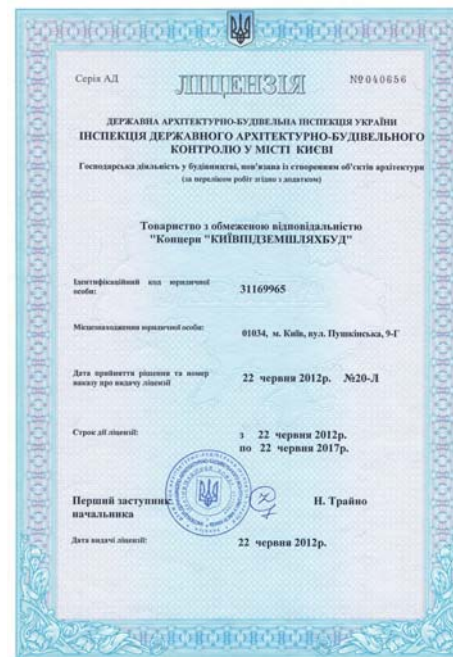 Серія АД
ЛІЦЕНЗІЯ
№ 040656
ДЕРЖАВНА АРХІТЕКТУРНО-БУДІВЕЛЬНА ІНСПЕКЦІЯ УКРАЇНИ
ІНСПЕКЦІЯ ДЕРЖАВНОГО АРХІТЕКТУРНО-БУДІВЕЛЬНОГО
КОНТРОЛЮ У МІСТІ КИЄВІ
Господарська діяльність у будівництві, пов'язана із створенням об'єктів архітектури
(за переліком робіт згідно з додатком)
Товариство з обмеженою відповідальністю
"Концерн "КИЇВПІДЗЕМШЛЯХБУД"
Ідентифікаційний код юридичної
особи:
31169965
Місцезнаходження юридичної особи:
01034, м. Київ, вул. Пушкінська, 9-Г
Дата прийняття рішення та номер
наказу про видачу ліцензії
22 червня 2012р. №20-Л
Строк дії ліцензії:
з 22 червня 2012р.
по 22 червня 2017р.
Перший заступник
начальника
Н. Трайно
Дата видачі ліцензії:
22 червня 2012р.